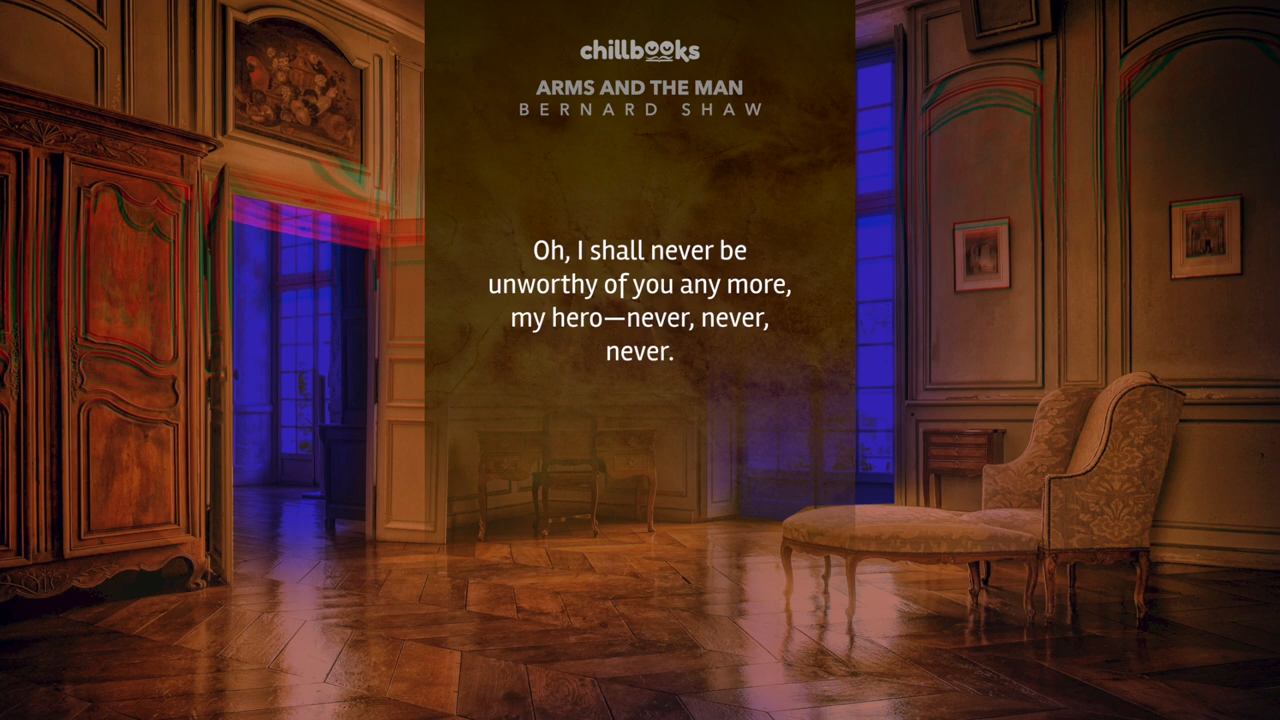 chillbooks
ARMS AND THE MAN
BERNARD SHAW
Oh, I shall never be
unworthy of you any more,
my hero—never, never,
never.